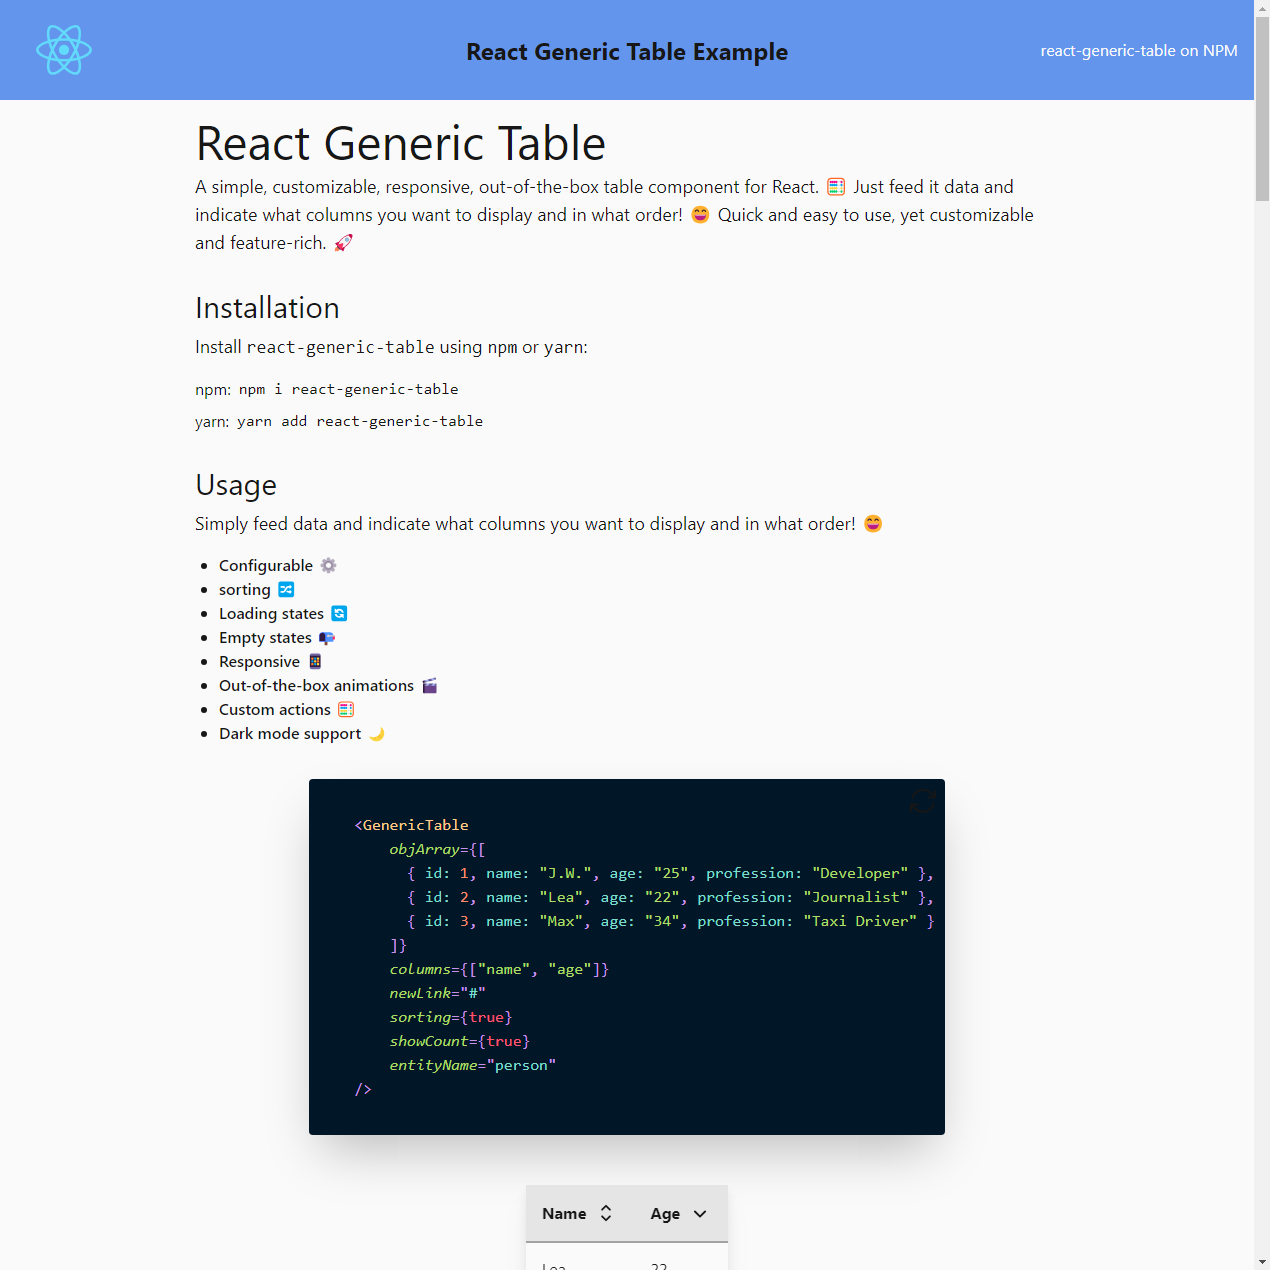 React Generic Table Example
react-generic-table on NPM
React Generic Table
A simple, customizable, responsive, out-of-the-box table component for React. Just feed it data and
indicate what columns you want to display and in what order! 😄 Quick and easy to use, yet customizable
and feature-rich. 🚀
Installation
Install react-generic-table using npm or yarn:
npm: npm i react-generic-table
yarn: yarn add react-generic-table
Usage
Simply feed data and indicate what columns you want to display and in what order! 😄
• Configurable ⚙️
• sorting 🔀
• Loading states 🔄
• Empty states 📭
• Responsive 📱
• Out-of-the-box animations 🎬
• Custom actions
• Dark mode support 🌙
<GenericTable
objArray={[
{ id: 1, name: "J.W.", age: "25", profession: "Developer" },
{ id: 2, name: "Lea", age: "22", profession: "Journalist" },
{ id: 3, name: "Max", age: "34", profession: "Taxi Driver" }
]}
columns={["name", "age"]}
newLink="#"
sorting={true}
showCount={true}
entityName="person"
/>
Name Age
Lea 22